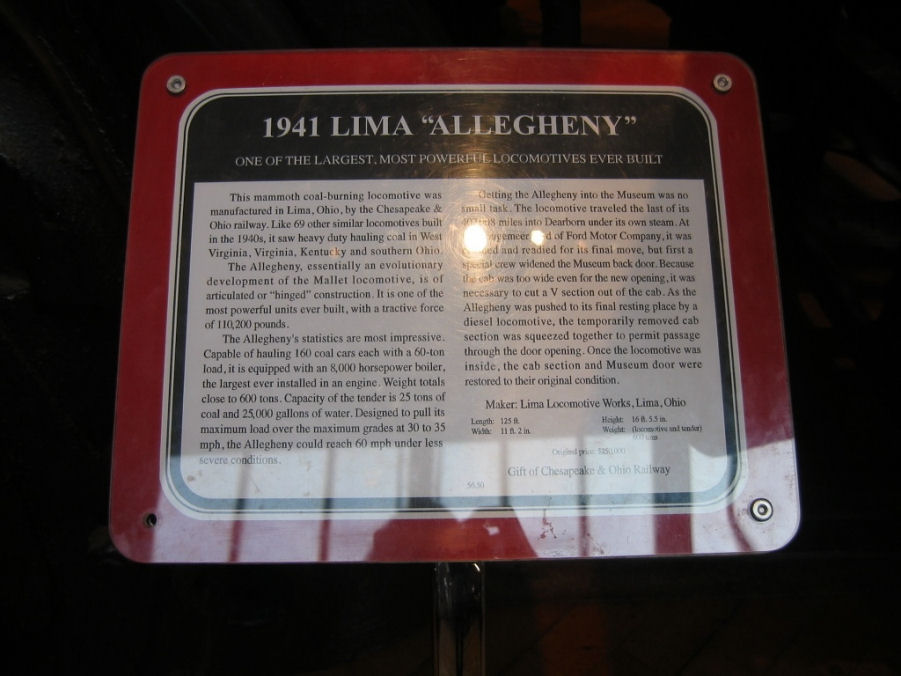 1941 LIMA “ALLEGHENY”
ONE OF THE LARGEST, MOST POWERFUL LOCOMOTIVES EVER BUILT
This mammoth coal-burning locomotive was
manufactured in Lima, Ohio, by the Chesapeake &
Ohio railway. Like 69 other similar locomotives built
in the 1940s, it saw heavy duty hauling coal in West
Virginia, Virginia, Kentucky and southern Ohio.
The Allegheny, essentially an evolutionary
development of the Mallet locomotive, is of
articulated or “hinged” construction. It is one of the
most powerful units ever built, with a tractive force
of 110,200 pounds.
The Allegheny's statistics are most impressive.
Capable of hauling 160 coal cars each with a 60-ton
load, it is equipped with an 8,000 horsepower boiler,
the largest ever installed in an engine. Weight totals
close to 600 tons. Capacity of the tender is 25 tons of
coal and 25,000 gallons of water. Designed to pull its
maximum load over the maximum grades at 30 to 35
mph, the Allegheny could reach 60 mph under less
severe conditions.
Getting the Allegheny into the Museum was no
small task. The locomotive traveled the last of its
miles into Dearborn under its own steam. At
of Ford Motor Company, it was
and readied for its final move, but first a
special crew widened the Museum back door. Because
the cab was too wide even for the new opening, it was
necessary to cut a V section out of the cab. As the
Allegheny was pushed to its final resting place by a
diesel locomotive, the temporarily removed cab
section was squeezed together to permit passage
through the door opening. Once the locomotive was
inside, the cab section and Museum door were
restored to their original condition.
Maker: Lima Locomotive Works, Lima, Ohio
Length: 125 ft. Height: 16 ft. 5.5 in.
Width: 11 ft. 2 in. Weight: (locomotive and tender)
600 tons
Original price: $250,000
Gift of Chesapeake & Ohio Railway
56.50